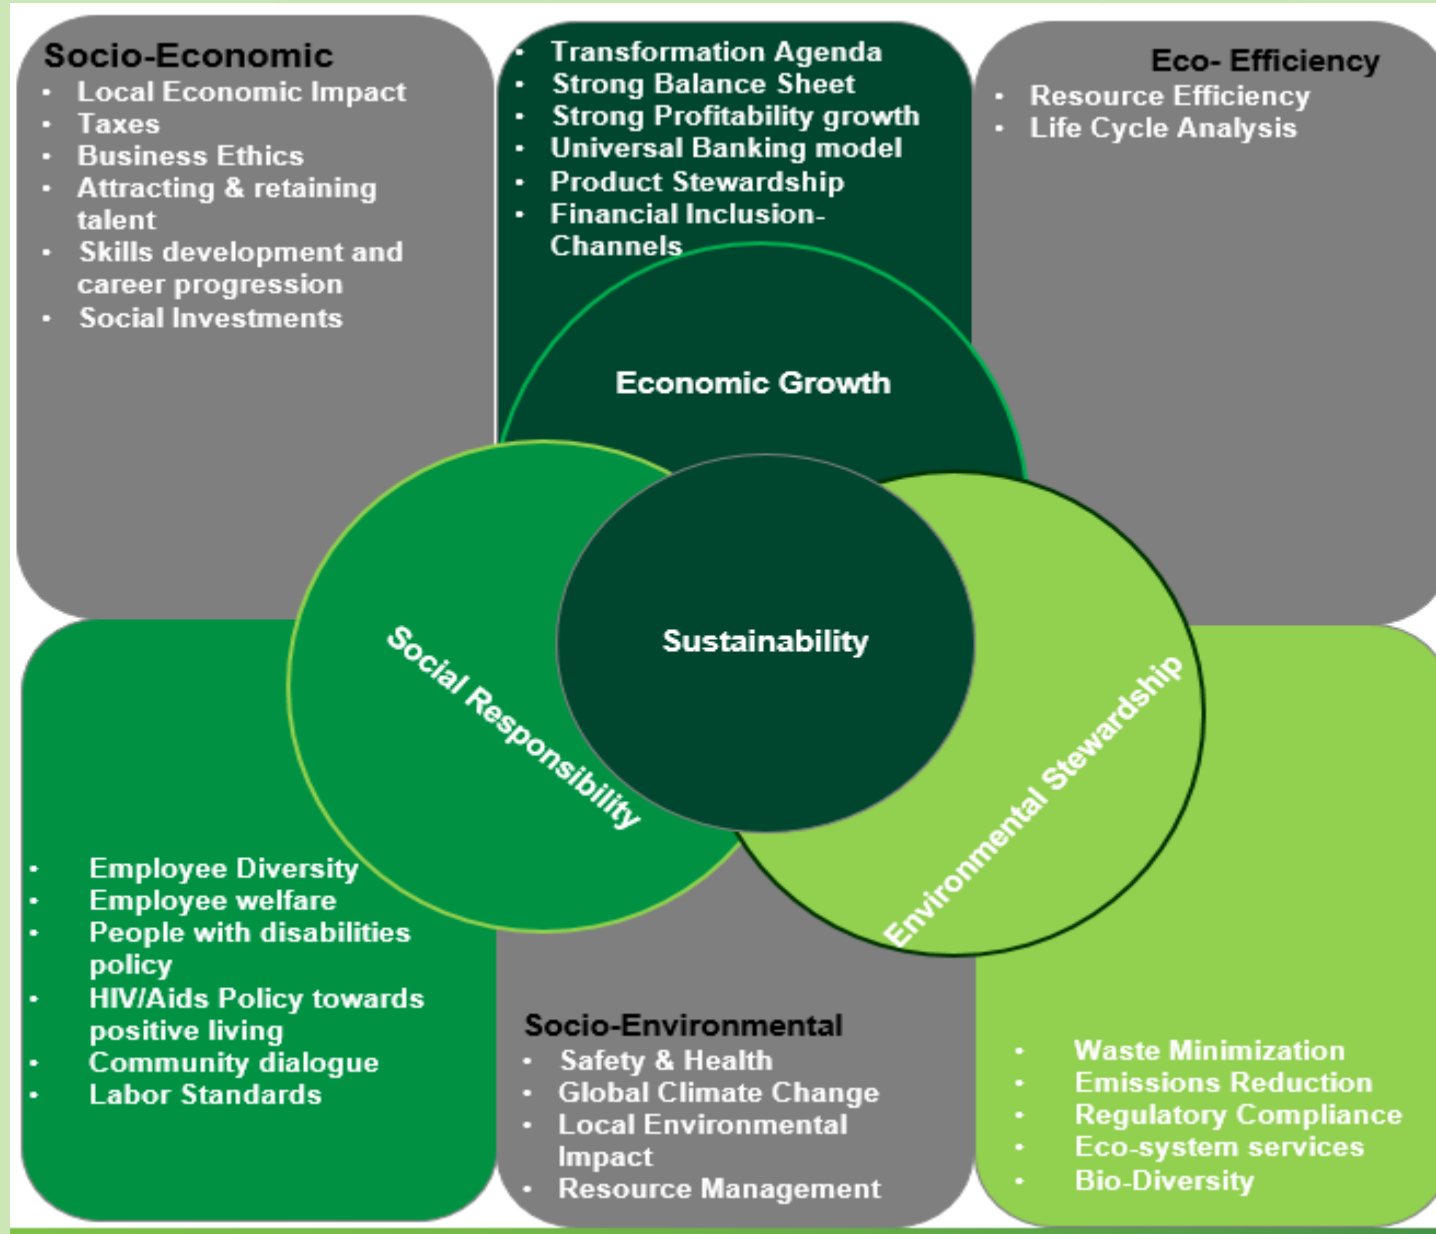 Socio-Economic
• Local Economic Impact
• Taxes
• Business Ethics
• Attracting & retaining
talent
• Skills development and
career progression
• Social Investments
• Transformation Agenda
• Strong Balance Sheet
• Strong Profitability growth
• Universal Banking model
• Product Stewardship
• Financial Inclusion-
Channels
Eco- Efficiency
• Resource Efficiency
• Life Cycle Analysis
Economic Growth
Social Responsibility
Sustainability
Environmental Stewardship
• Employee Diversity
• Employee welfare
• People with disabilities
policy
• HIV/Aids Policy towards
positive living
• Community dialogue
• Labor Standards
Socio-Environmental
• Safety & Health
• Global Climate Change
• Local Environmental
Impact
• Resource Management
• Waste Minimization
• Emissions Reduction
• Regulatory Compliance
• Eco-system services
• Bio-Diversity